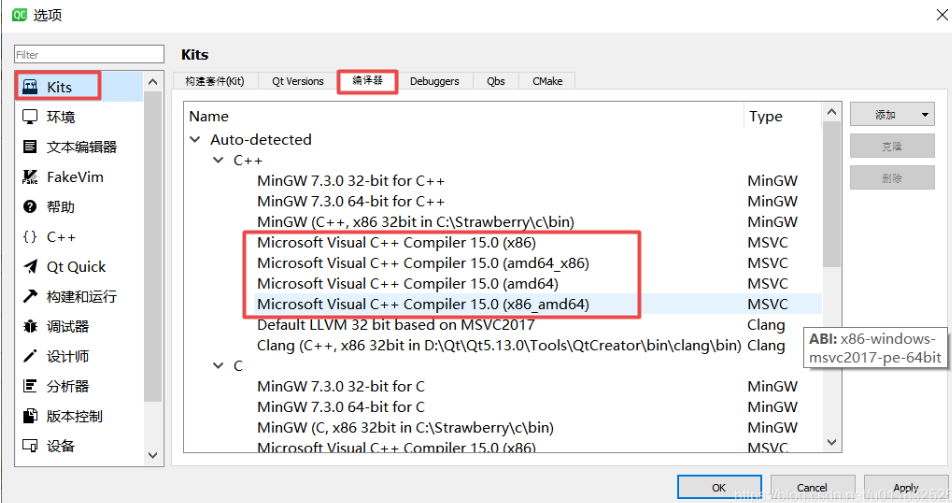 QC 选项
Filter
Kits
环境
文本编辑器
FakeVim
帮助
{} C++
Qt Quick
构建和运行
调试器
设计师
分析器
版本控制
设备
Kits
构建套件(Kit) Qt Versions 编译器 Debuggers Qbs CMake
Name Type
Auto-detected
C++
MinGW 7.3.0 32-bit for C++ MinGW
MinGW 7.3.0 64-bit for C++ MinGW
MinGW (C++, x86 32bit in C:\Strawberry\c\bin) MinGW
Microsoft Visual C++ Compiler 15.0 (x86) MSVC
Microsoft Visual C++ Compiler 15.0 (amd64_x86) MSVC
Microsoft Visual C++ Compiler 15.0 (amd64) MSVC
Microsoft Visual C++ Compiler 15.0 (x86_amd64) MSVC
Default LLVM 32 bit based on MSVC2017 Clang
Clang (C++, x86 32bit in D:\Qt\Qt5.13.0\Tools\QtCreator\bin\clang\bin) Clang
C
MinGW 7.3.0 32-bit for C MinGW
MinGW 7.3.0 64-bit for C MinGW
MinGW (C, x86 32bit in C:\Strawberry\c\bin) MinGW
Microsoft Visual C++ Compiler 15.0 (x86) MSVC
添加
克隆
删除
ABI: x86-windows-
msvc2017-pe-64bit
OK Cancel Apply